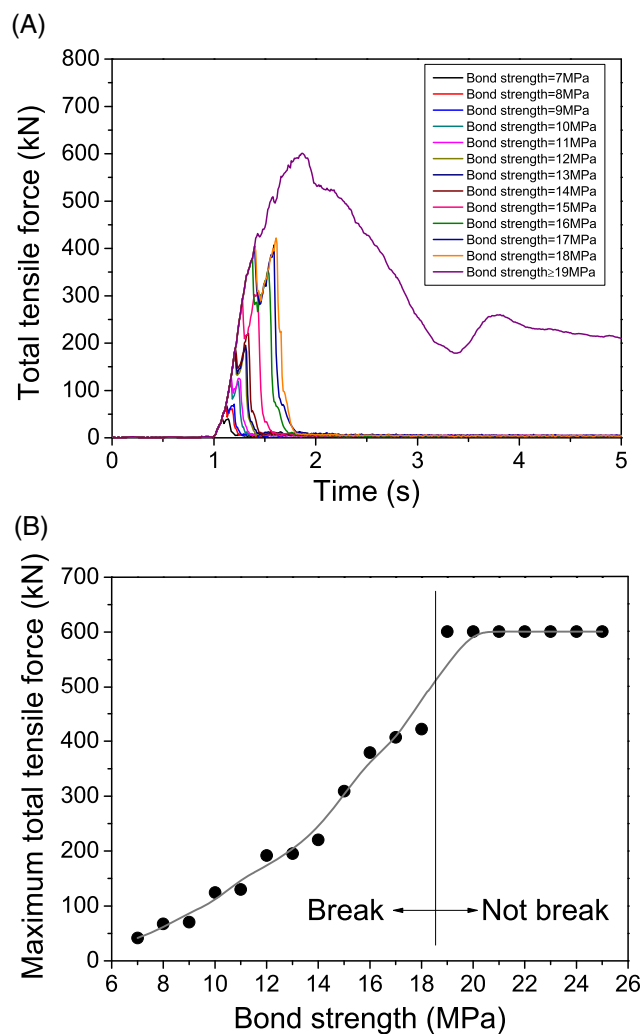 (A)
800
700
600
500
400
300
200
100
0
Total tensile force (kN)
Bond strength=7MPa
Bond strength=8MPa
Bond strength=9MPa
Bond strength=10MPa
Bond strength=11MPa
Bond strength=12MPa
Bond strength=13MPa
Bond strength=14MPa
Bond strength=15MPa
Bond strength=16MPa
Bond strength=17MPa
Bond strength=18MPa
Bond strength≥19MPa
0 1 2 3 4 5
Time (s)
(B)
700
600
500
400
300
200
100
0
Maximum total tensile force (kN)
Break Not break
6 8 10 12 14 16 18 20 22 24 26
Bond strength (MPa)